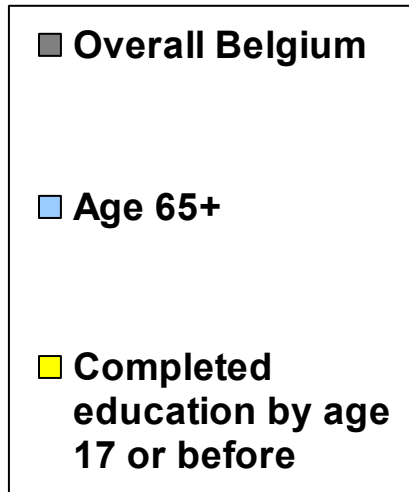 Overall Belgium
Age 65+
Completed
education by age
17 or before